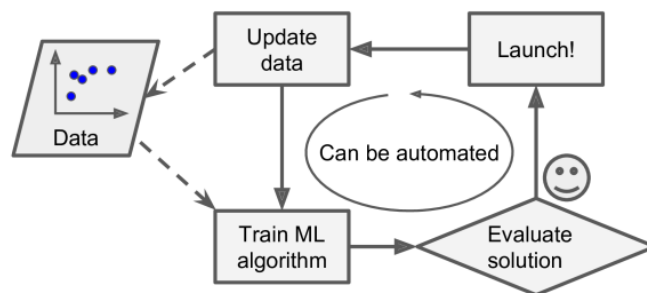 Update
data
Launch!
Data
Can be automated
Train ML
algorithm
Evaluate
solution